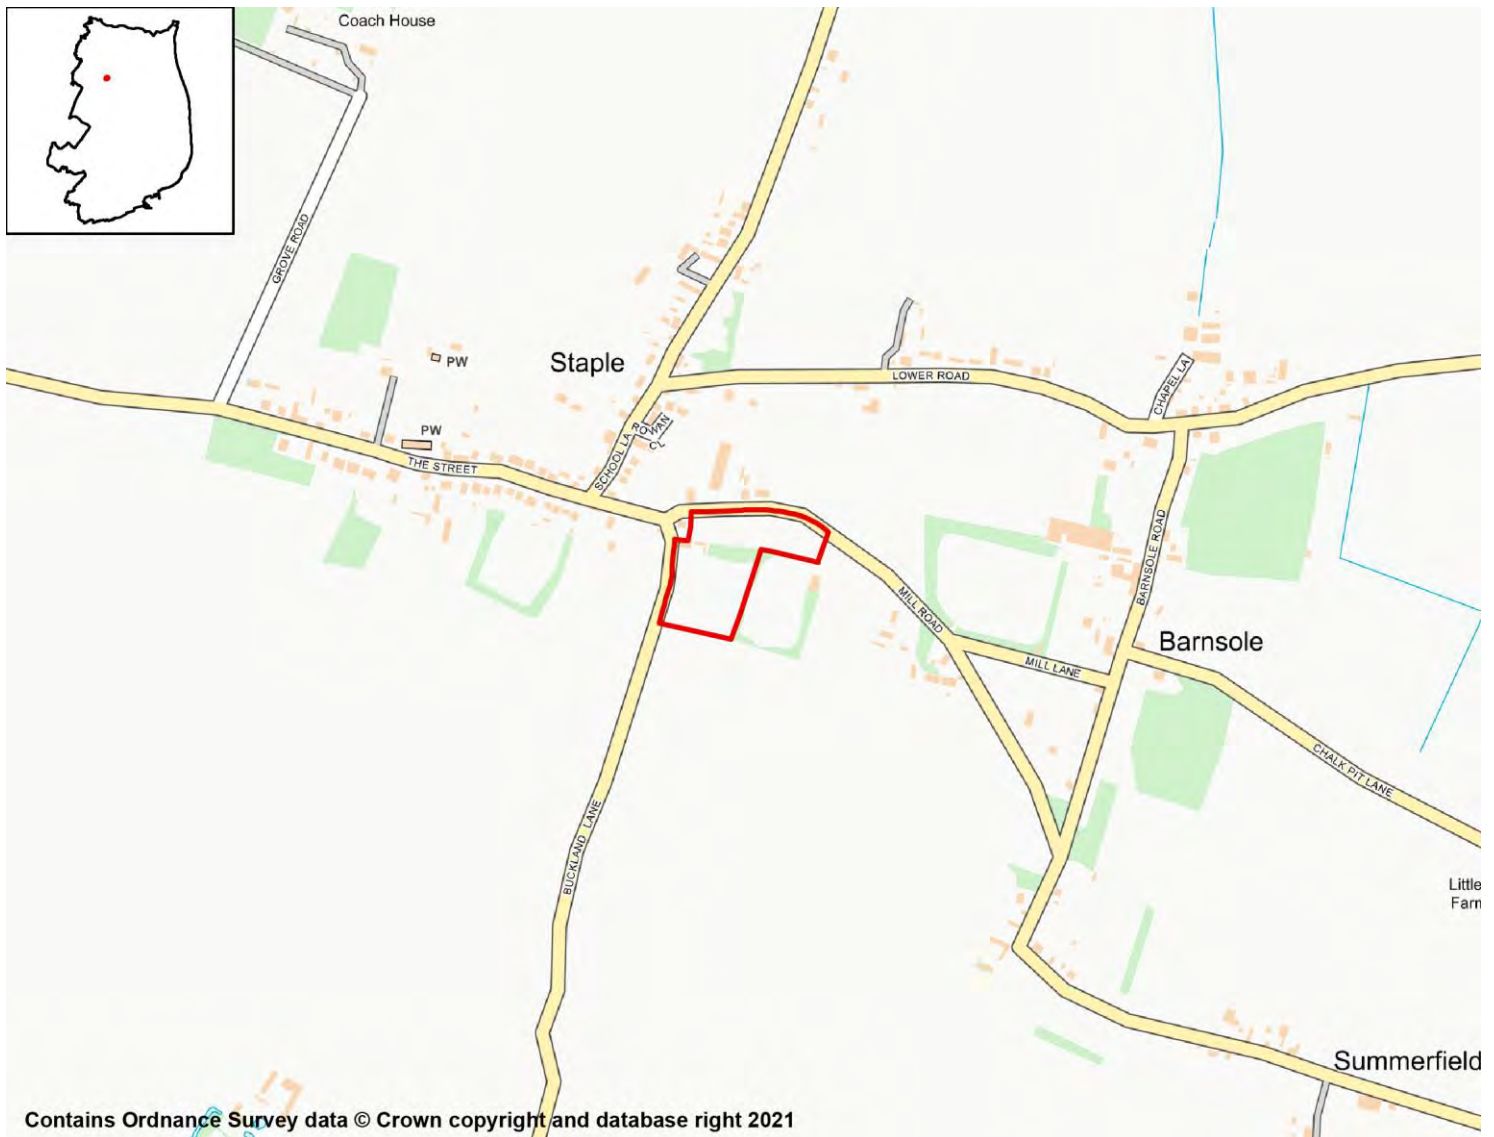 Coach House
GROVE ROAD
PW
Staple
LOWER ROAD
CHAPEL LA
ROWAN
CL
PW
SCHOOL LA
THE STREET
BARNSOLE ROAD
MILL ROAD
Barnsole
MILL LANE
CHALK PIT LANE
BUCKLAND LANE
Little
Farm
Summerfield
Contains Ordnance Survey data © Crown copyright and database right 2021